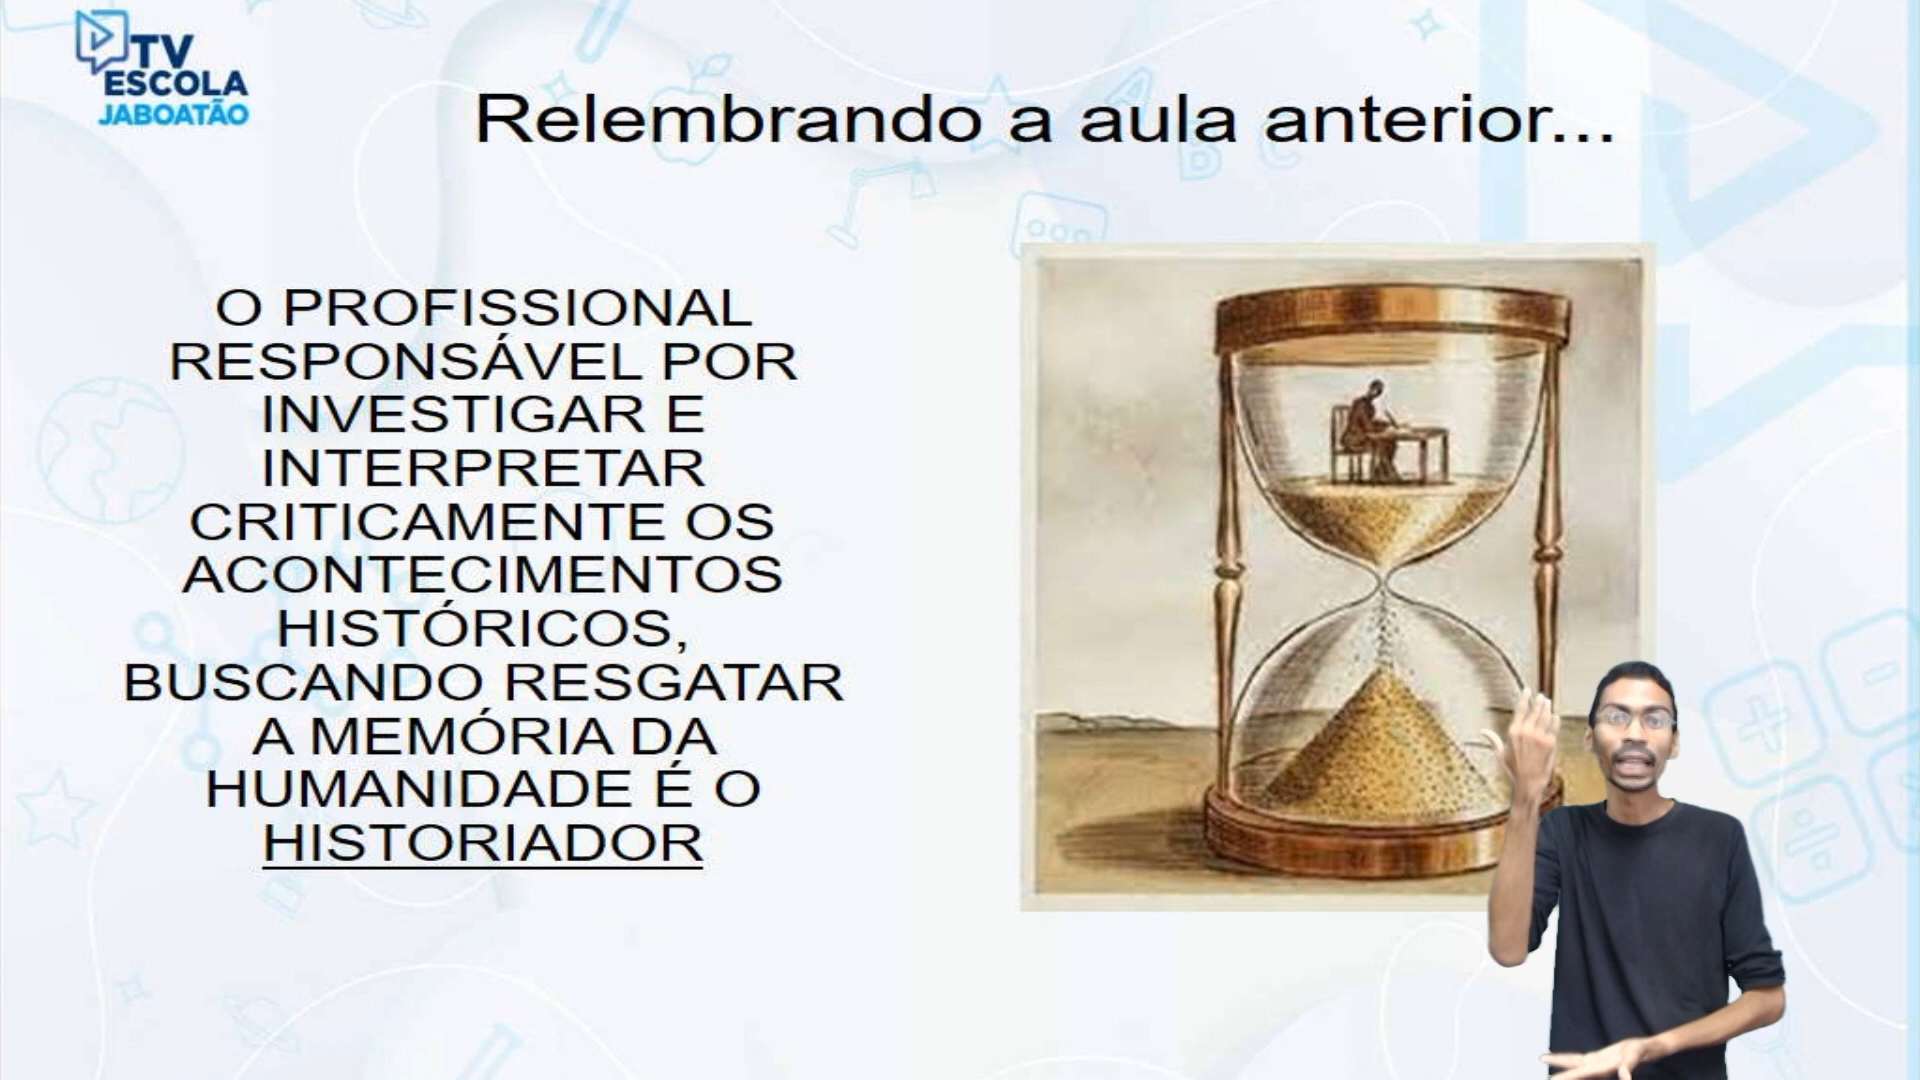 TV
ESCOLA
JABOATÃO
Relembrando a aula anterior...
O PROFISSIONAL
RESPONSÁVEL POR
INVESTIGAR E
INTERPRETAR
CRITICAMENTE OS
ACONTECIMENTOS
HISTÓRICOS,
BUSCANDO RESGATAR
A MEMÓRIA DA
HUMANIDADE É O
HISTORIADOR
A
B C